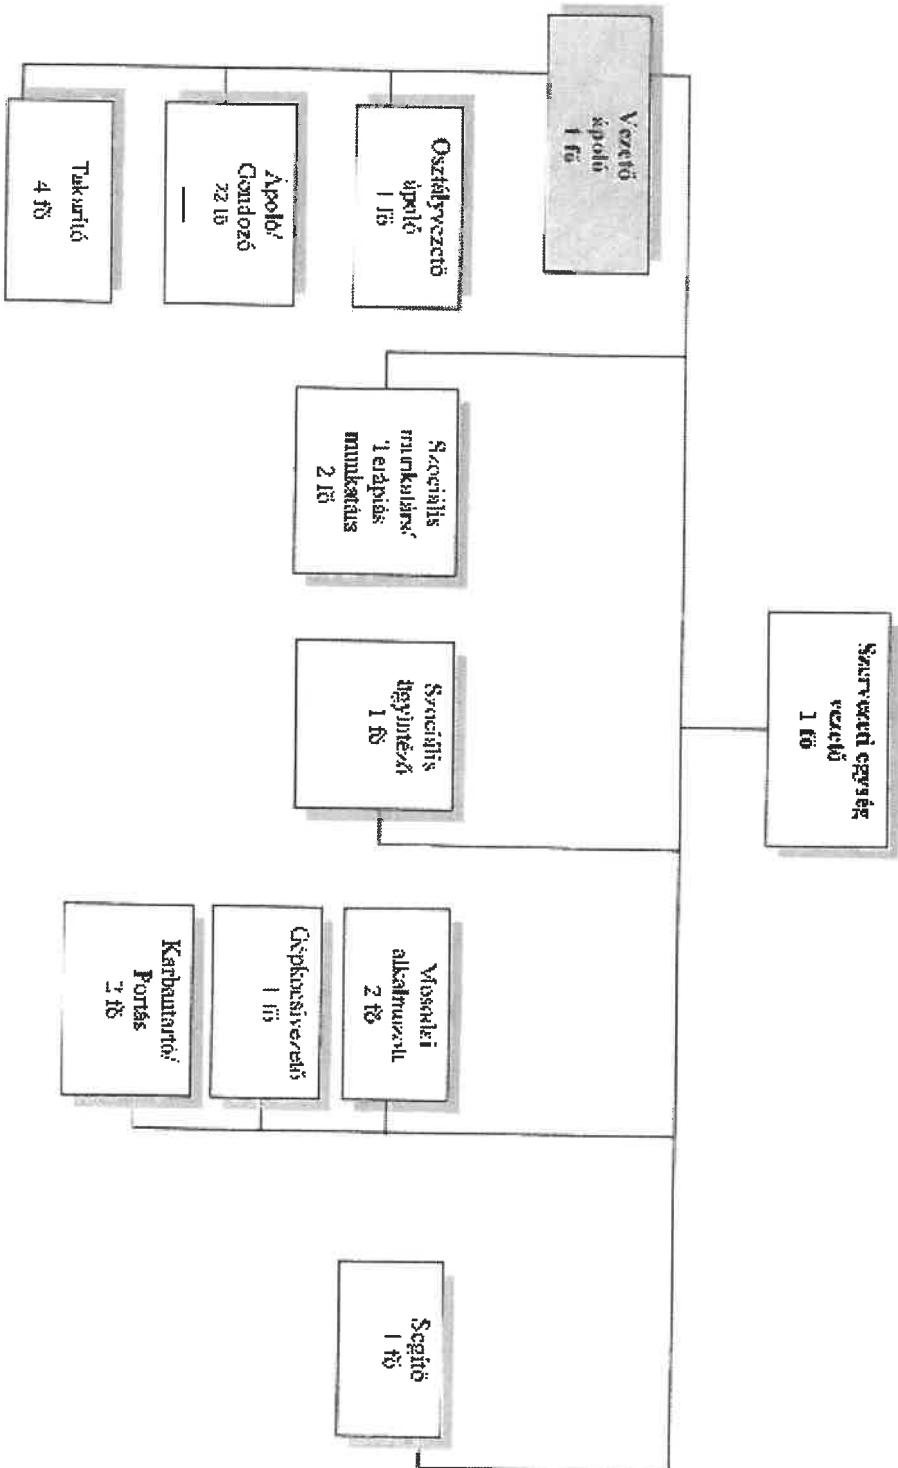 Szervezeti egység
vezető
1 fő
Vezető
ápoló
1 fő
Osztályvezető
ápoló
1 fő
Ápoló/
Gondozó
22 fő
Takarító
4 fő
Szociális
munkatárs/
Terápiás
munkatárs
2 fő
Szociális
ügyintéző
1 fő
Mosodai
alkalmazott
2 fő
Gépkocsivezető
1 fő
Karbantartó/
Portás
fő
Segítő
1 fő